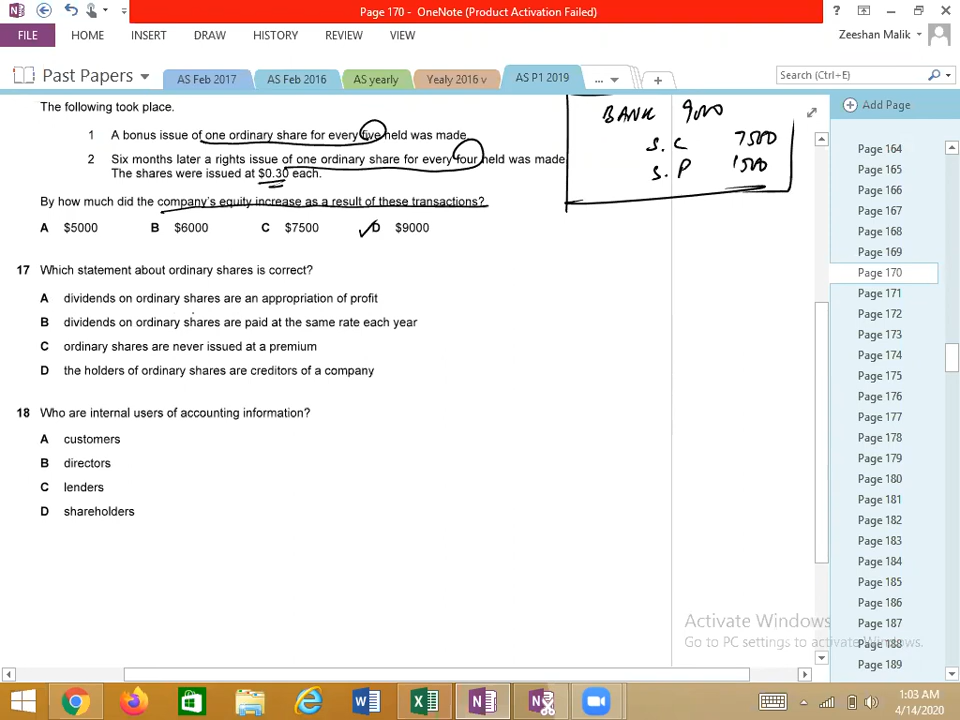 Page 170 - OneNote (Product Activation Failed)
FILE HOME INSERT DRAW HISTORY REVIEW VIEW Zeeshan Malik
Past Papers AS Feb 2017 AS Feb 2016 AS yearly Yealy 2016 v AS P1 2019 ... Search (Ctrl+E)
Add Page
The following took place.
1 A bonus issue of one ordinary share for every five held was made.
2 Six months later a rights issue of one ordinary share for every four held was made.
The shares were issued at $0.30 each.
By how much did the company's equity increase as a result of these transactions?
A $5000 B $6000 C $7500 D $9000
BANK 9000
S.C 7500
S.P 1500
17 Which statement about ordinary shares is correct?
A dividends on ordinary shares are an appropriation of profit
B dividends on ordinary shares are paid at the same rate each year
C ordinary shares are never issued at a premium
D the holders of ordinary shares are creditors of a company
18 Who are internal users of accounting information?
A customers
B directors
C lenders
D shareholders
Page 164
Page 165
Page 166
Page 167
Page 168
Page 169
Page 170
Page 171
Page 172
Page 173
Page 174
Page 175
Page 176
Page 177
Page 178
Page 179
Page 180
Page 181
Page 182
Page 183
Page 184
Page 185
Page 186
Page 187
Page 188
Page 189
Activate Windows
Go to PC settings to activate Windows.
1:03 AM
4/14/2020